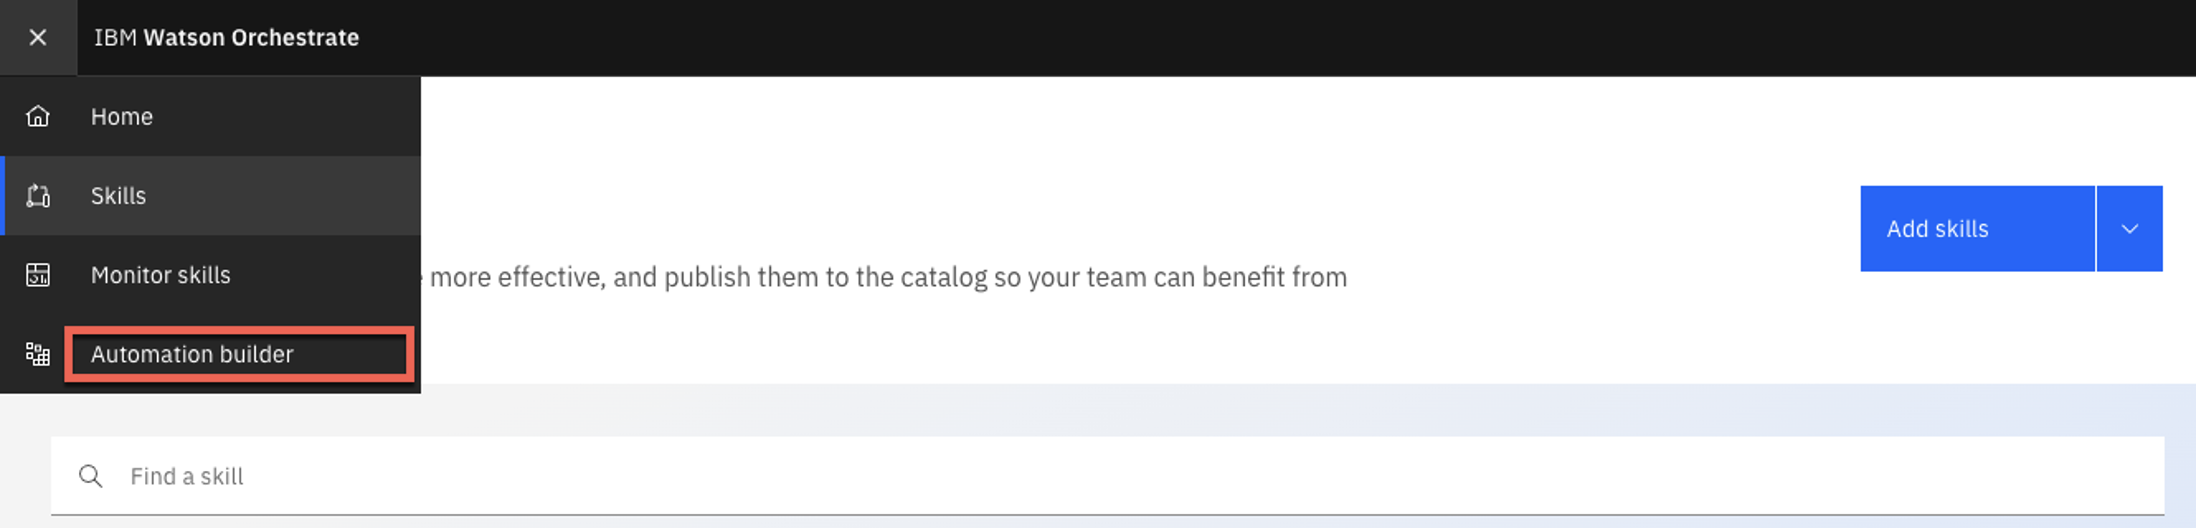 IBM Watson Orchestrate
Home
Skills
Monitor skills
Automation builder
Add skills
more effective, and publish them to the catalog so your team can benefit from
Find a skill